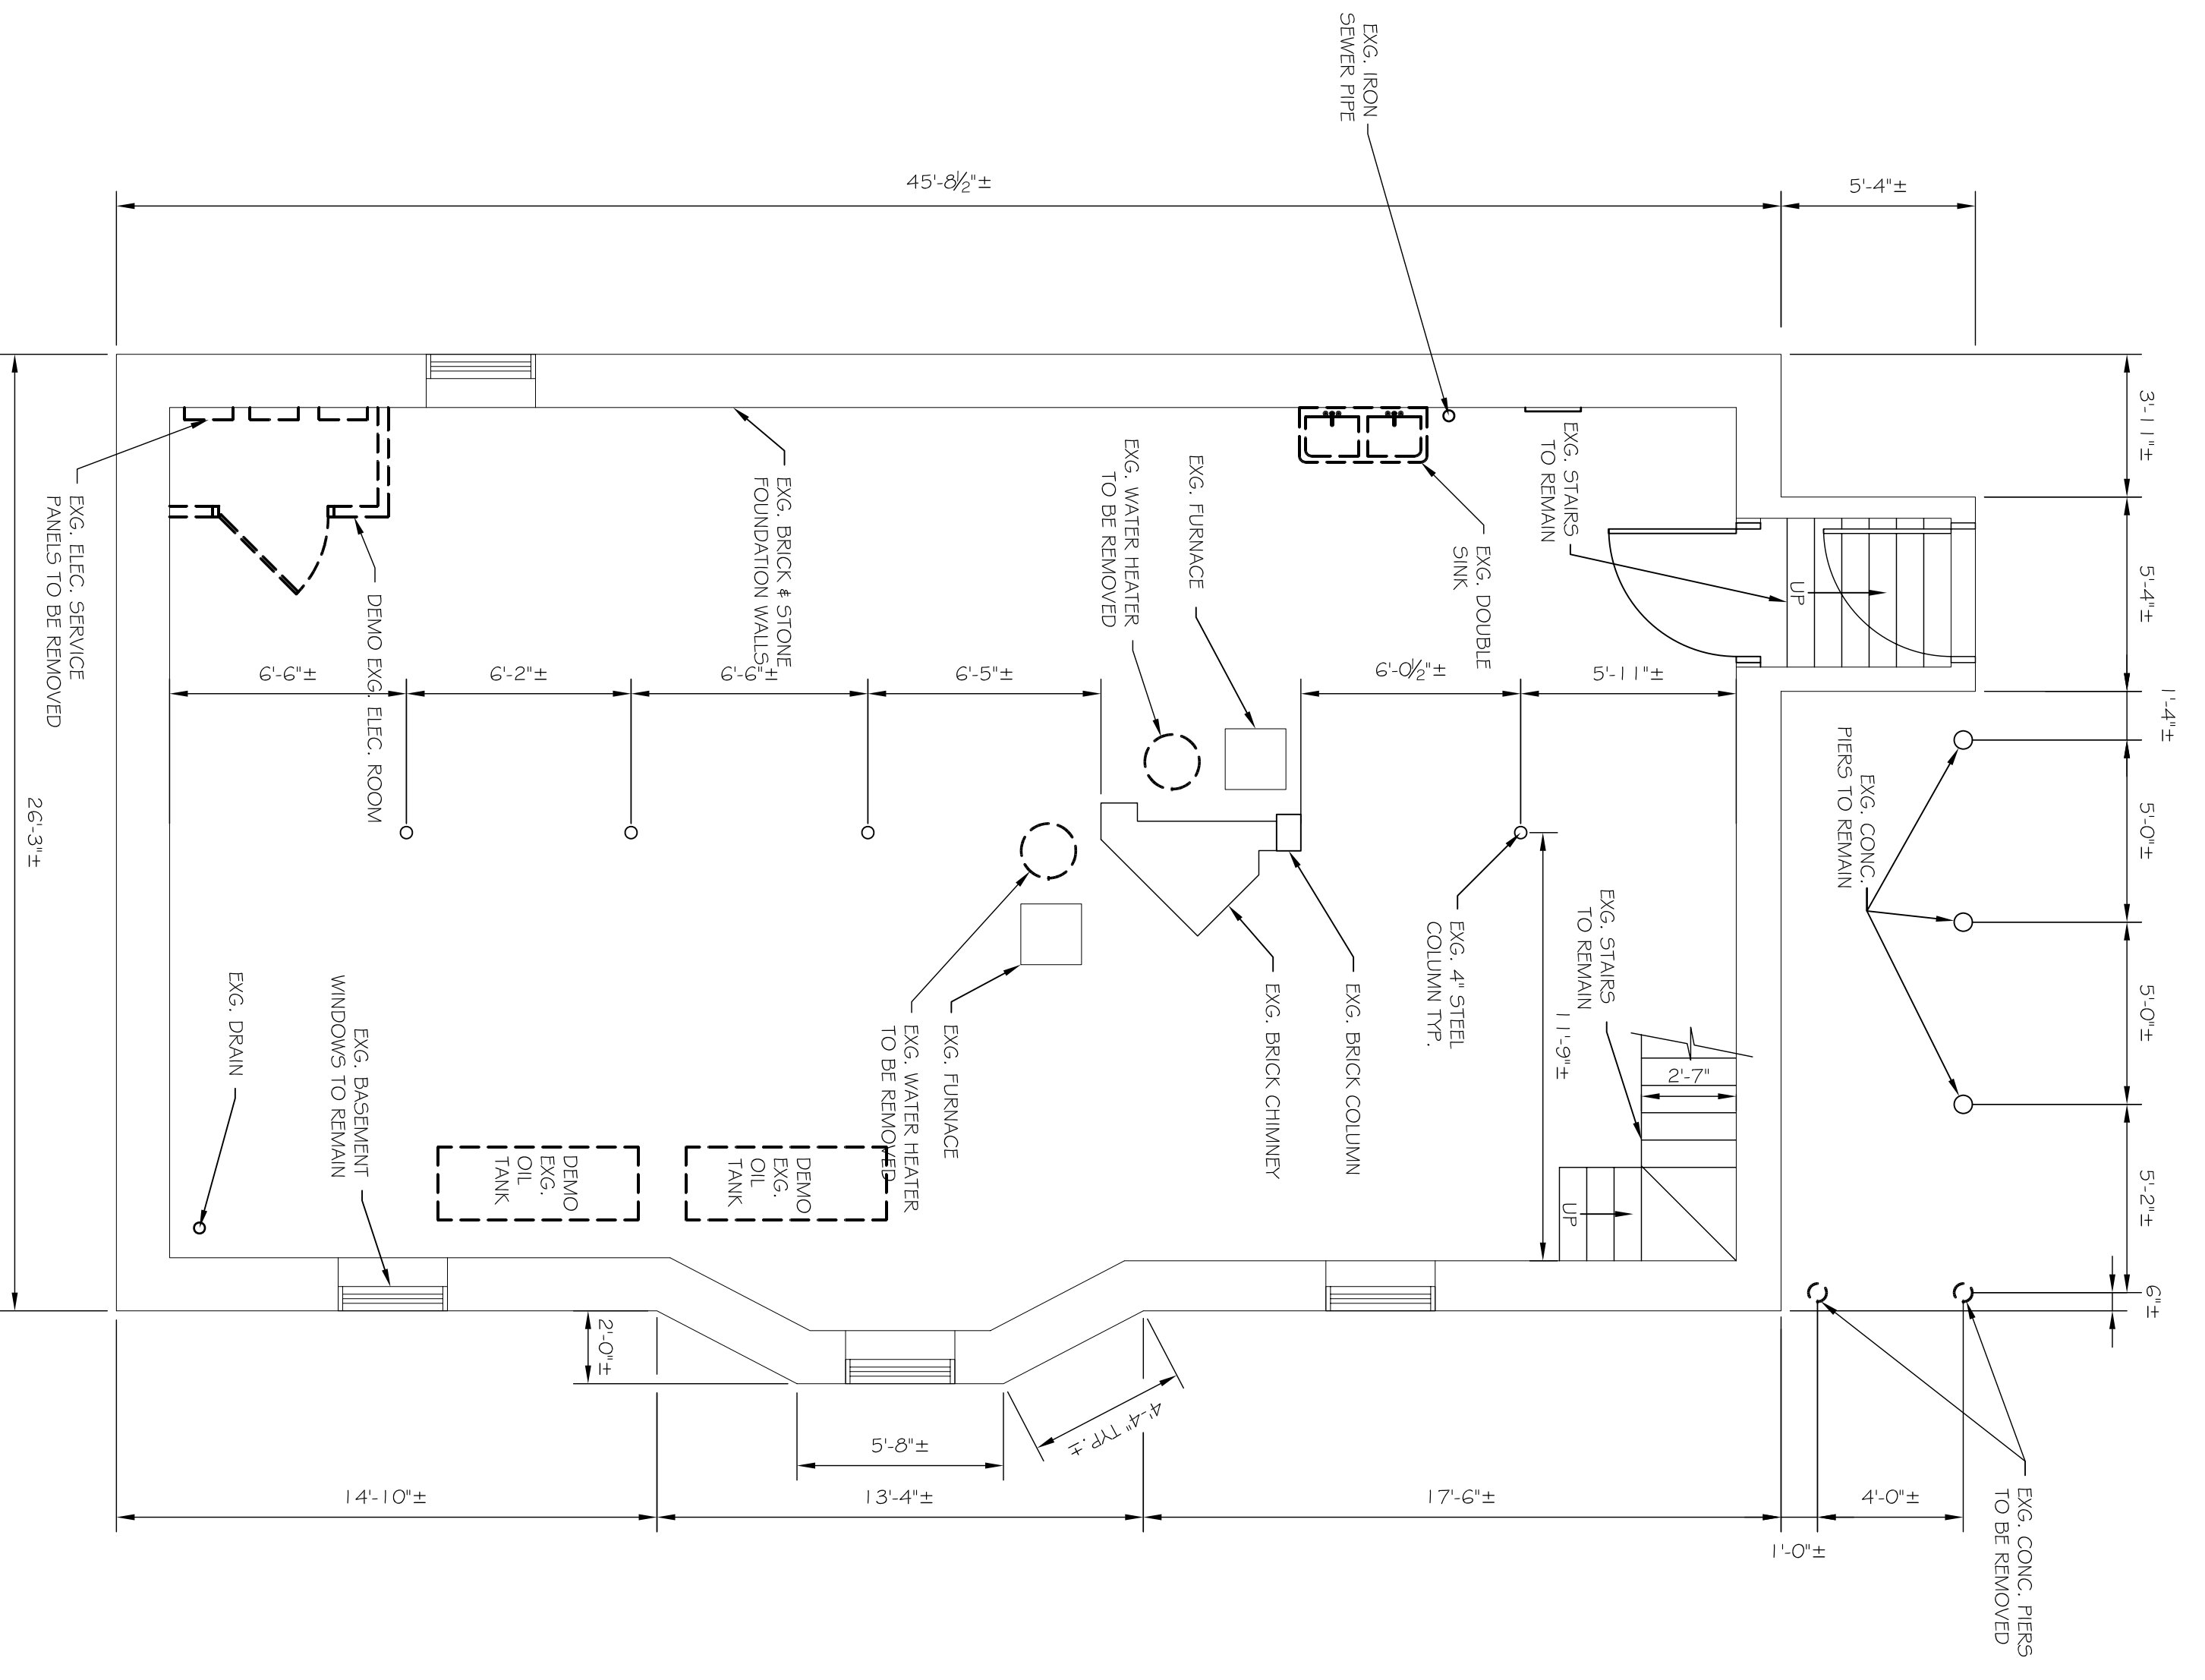 EXG. IRON
SEWER PIPE
45'-8½"±
5'-4"±
3'-11"±
5'-4"±
1'-4"±
5'-0"±
5'-0"±
5'-2"±
6"±
EXG. STAIRS
TO REMAIN
UP
EXG. DOUBLE
SINK
EXG. FURNACE
EXG. WATER HEATER
TO BE REMOVED
EXG. BRICK & STONE
FOUNDATION WALLS
EXG. ELEC. SERVICE
PANELS TO BE REMOVED
DEMO EXG. ELEC. ROOM
6'-6"±
6'-2"±
6'-6"±
6'-5"±
6'-0½"±
5'-11"±
EXG. CONC.
PIERS TO REMAIN
26'-3"±
EXG. 4" STEEL
COLUMN TYP.
11'-9"±
EXG. STAIRS
TO REMAIN
2'-7"
UP
EXG. BRICK COLUMN
EXG. BRICK CHIMNEY
EXG. FURNACE
EXG. WATER HEATER
TO BE REMOVED
DEMO
EXG.
OIL
TANK
DEMO
EXG.
OIL
TANK
EXG. BASEMENT
WINDOWS TO REMAIN
EXG. DRAIN
2'-0"±
4'-4" TYP.±
5'-8"±
14'-10"±
13'-4"±
17'-6"±
4'-0"±
1'-0"±
EXG. CONC. PIERS
TO BE REMOVED